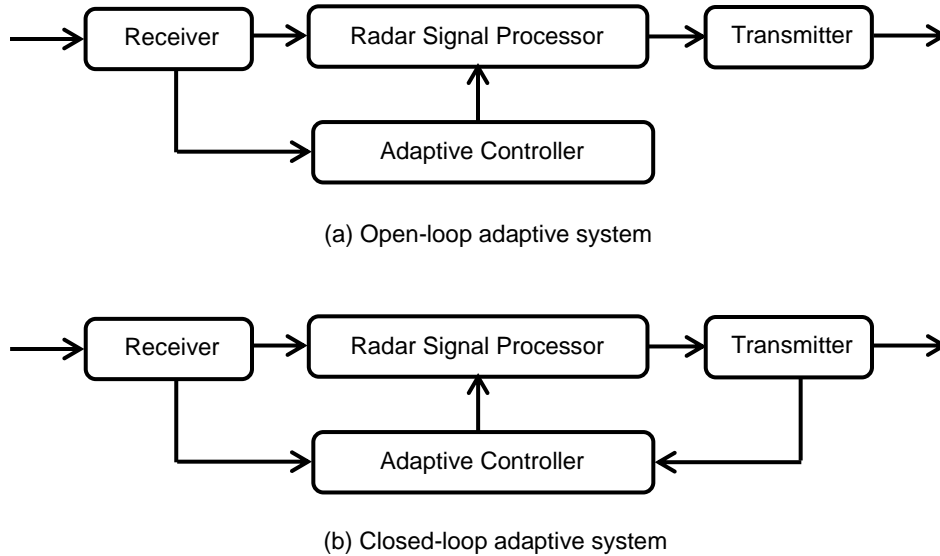 Receiver
Radar Signal Processor
Transmitter
Adaptive Controller
(a) Open-loop adaptive system
Receiver
Radar Signal Processor
Transmitter
Adaptive Controller
(b) Closed-loop adaptive system